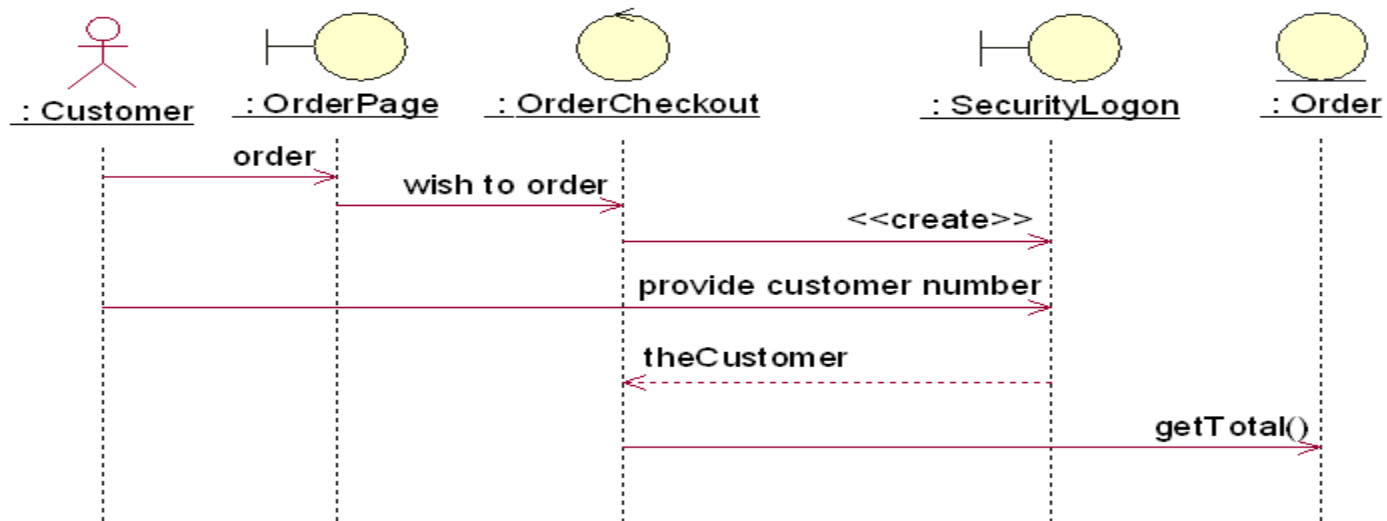 : Customer
: OrderPage
: OrderCheckout
: SecurityLogon
: Order
order
wish to order
<<create>>
provide customer number
theCustomer
getTotal()